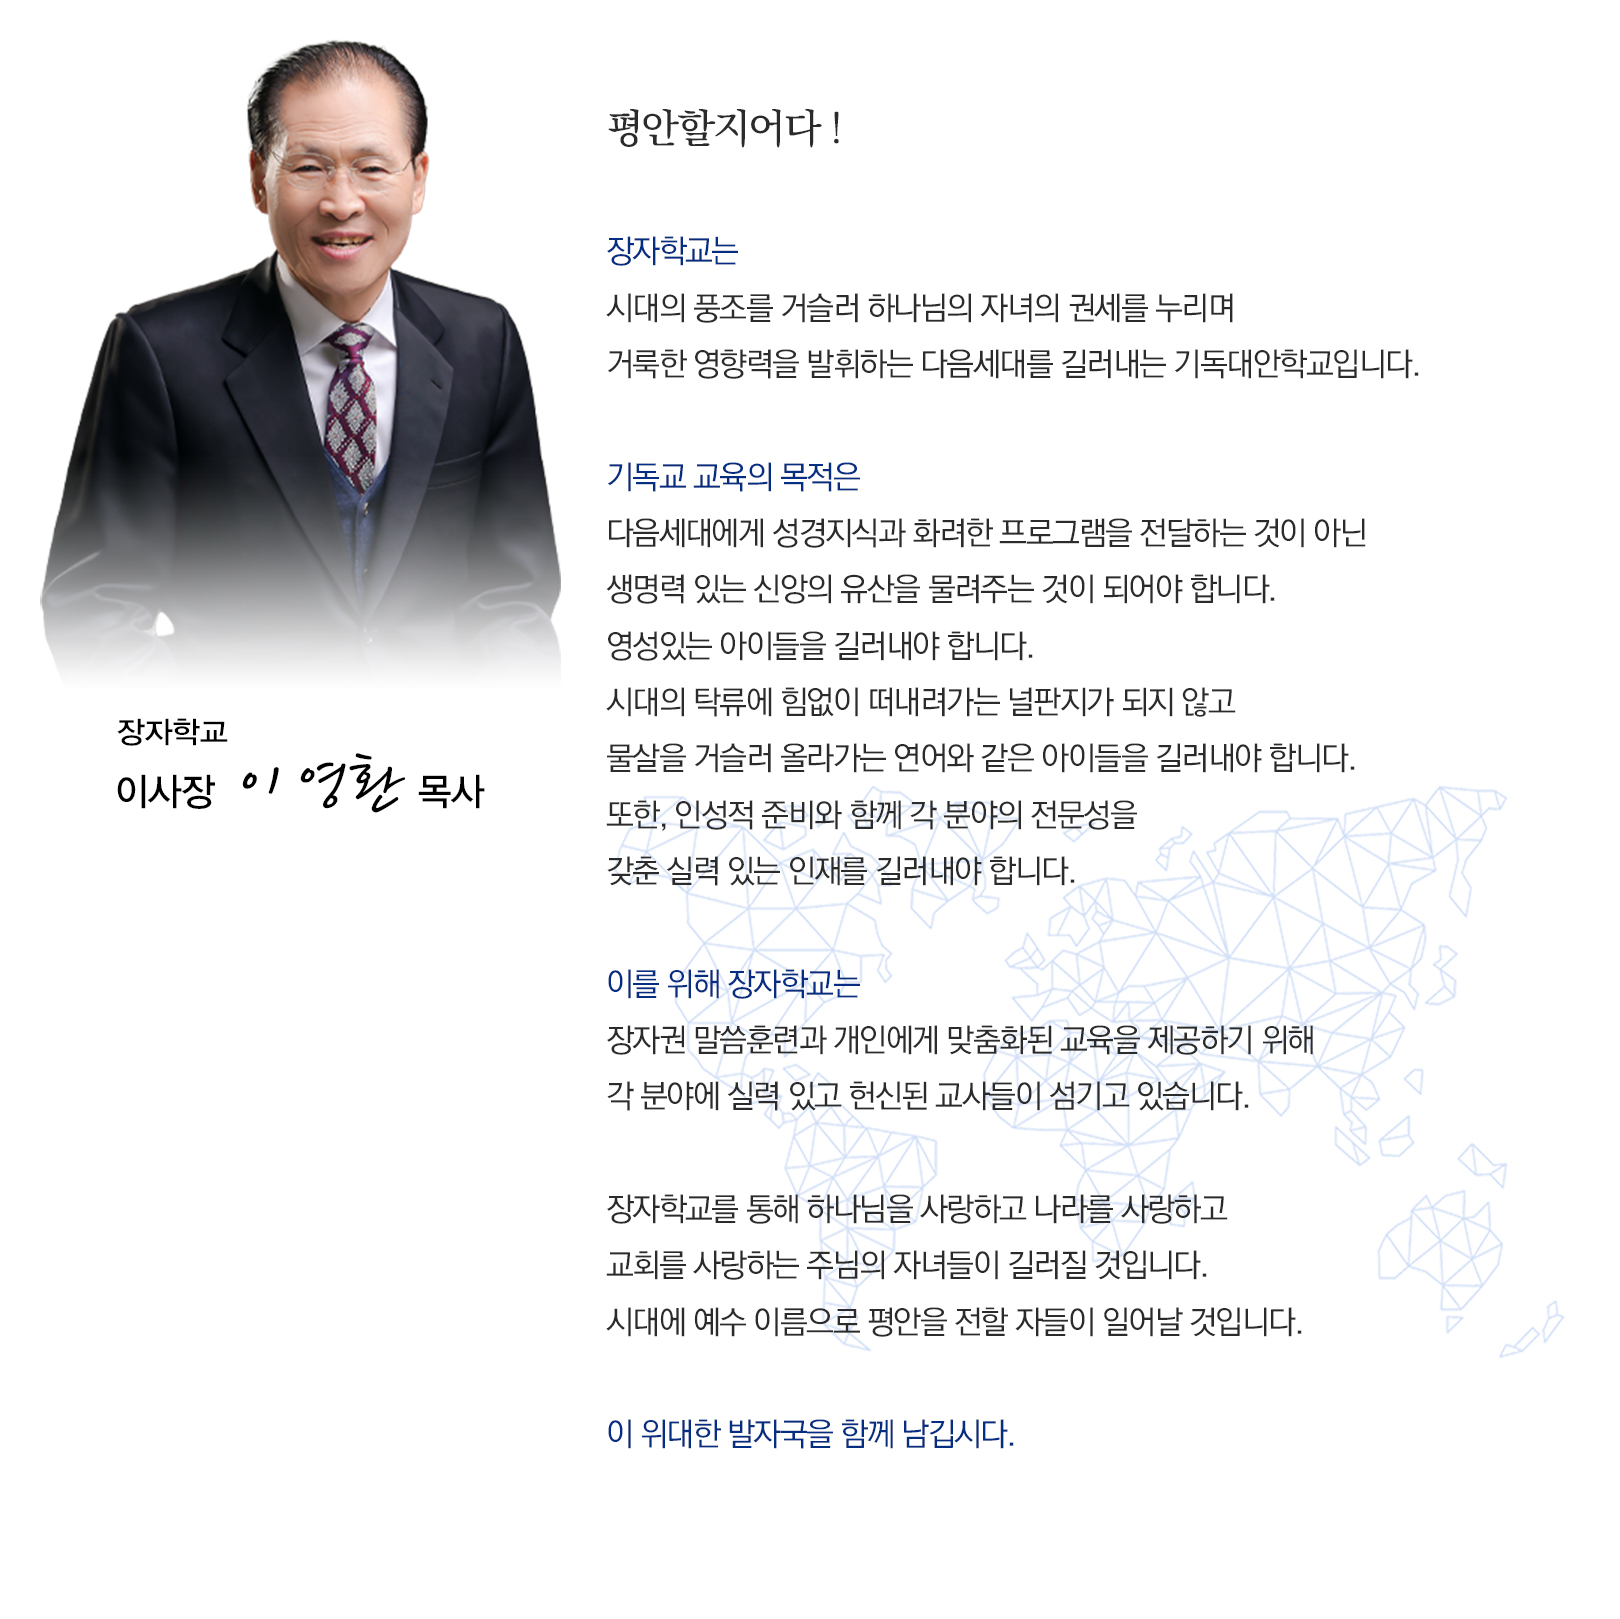 평안할지어다 !
장자학교는
시대의 풍조를 거슬러 하나님의 자녀의 권세를 누리며
거룩한 영향력을 발휘하는 다음세대를 길러내는 기독대안학교입니다.
기독교 교육의 목적은
다음세대에게 성경지식과 화려한 프로그램을 전달하는 것이 아닌
생명력 있는 신앙의 유산을 물려주는 것이 되어야 합니다.
영성있는 아이들을 길러내야 합니다.
시대의 탁류에 힘없이 떠내려가는 널판지가 되지 않고
물살을 거슬러 올라가는 연어와 같은 아이들을 길러내야 합니다.
또한, 인성적 준비와 함께 각 분야의 전문성을
갖춘 실력 있는 인재를 길러내야 합니다.
이를 위해 장자학교는
장자권 말씀훈련과 개인에게 맞춤화된 교육을 제공하기 위해
각 분야에 실력 있고 헌신된 교사들이 섬기고 있습니다.
장자학교를 통해 하나님을 사랑하고 나라를 사랑하고
교회를 사랑하는 주님의 자녀들이 길러질 것입니다.
시대에 예수 이름으로 평안을 전할 자들이 일어날 것입니다.
이 위대한 발자국을 함께 남깁시다.
장자학교
이사장 이영환 목사